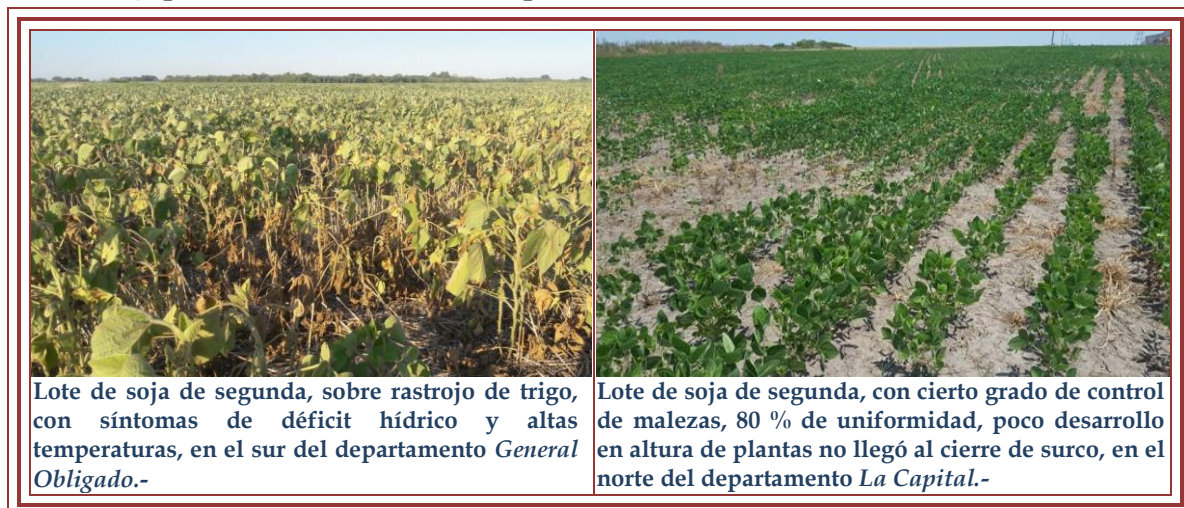 Lote de soja de segunda, sobre rastrojo de trigo,
con síntomas de déficit hídrico y altas
temperaturas, en el sur del departamento General
Obligado.-
Lote de soja de segunda, con cierto grado de control
de malezas, 80 % de uniformidad, poco desarrollo
en altura de plantas no llegó al cierre de surco, en el
norte del departamento La Capital.-